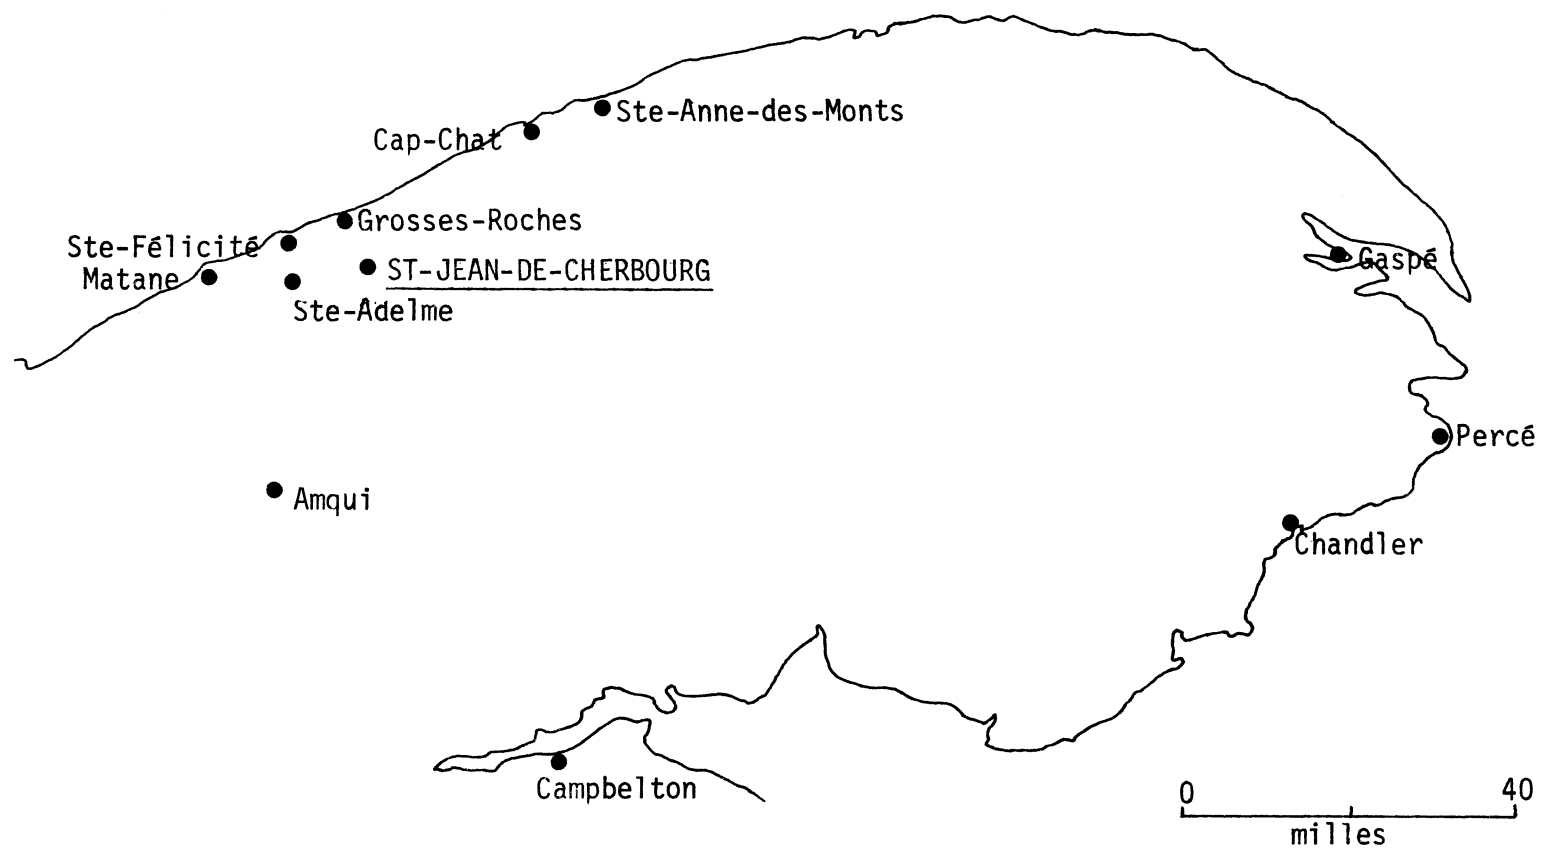 Ste-Anne-des-Monts
Cap-Chat
Grosses-Roches
Ste-Félicité
Matane
ST-JEAN-DE-CHERBOURG
Ste-Adelme
Gaspé
Percé
Amqui
Chandler
Campbelton
0 40
milles